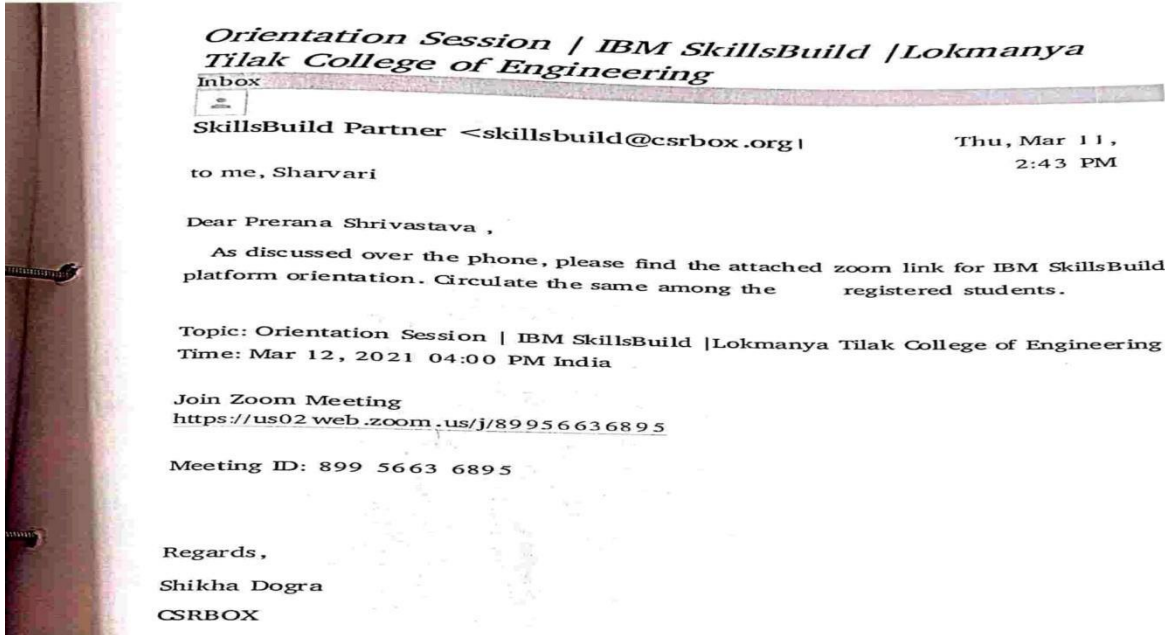 Orientation Session | IBM SkillsBuild |Lokmanya
Tilak College of Engineering
Inbox
SkillsBuild Partner <skillsbuild@csrbox.org|
Thu, Mar 11,
2:43 PM
to me, Sharvari
Dear Prerana Shrivastava ,
As discussed over the phone, please find the attached zoom link for IBM SkillsBuild
platform orientation. Circulate the same among the registered students.
Topic: Orientation Session | IBM SkillsBuild |Lokmanya Tilak College of Engineering
Time: Mar 12, 2021 04:00 PM India
Join Zoom Meeting
https://us02 web.zoom.us/j/89956636895
Meeting ID: 899 5663 6895
Regards,
Shikha Dogra
CSRBOX